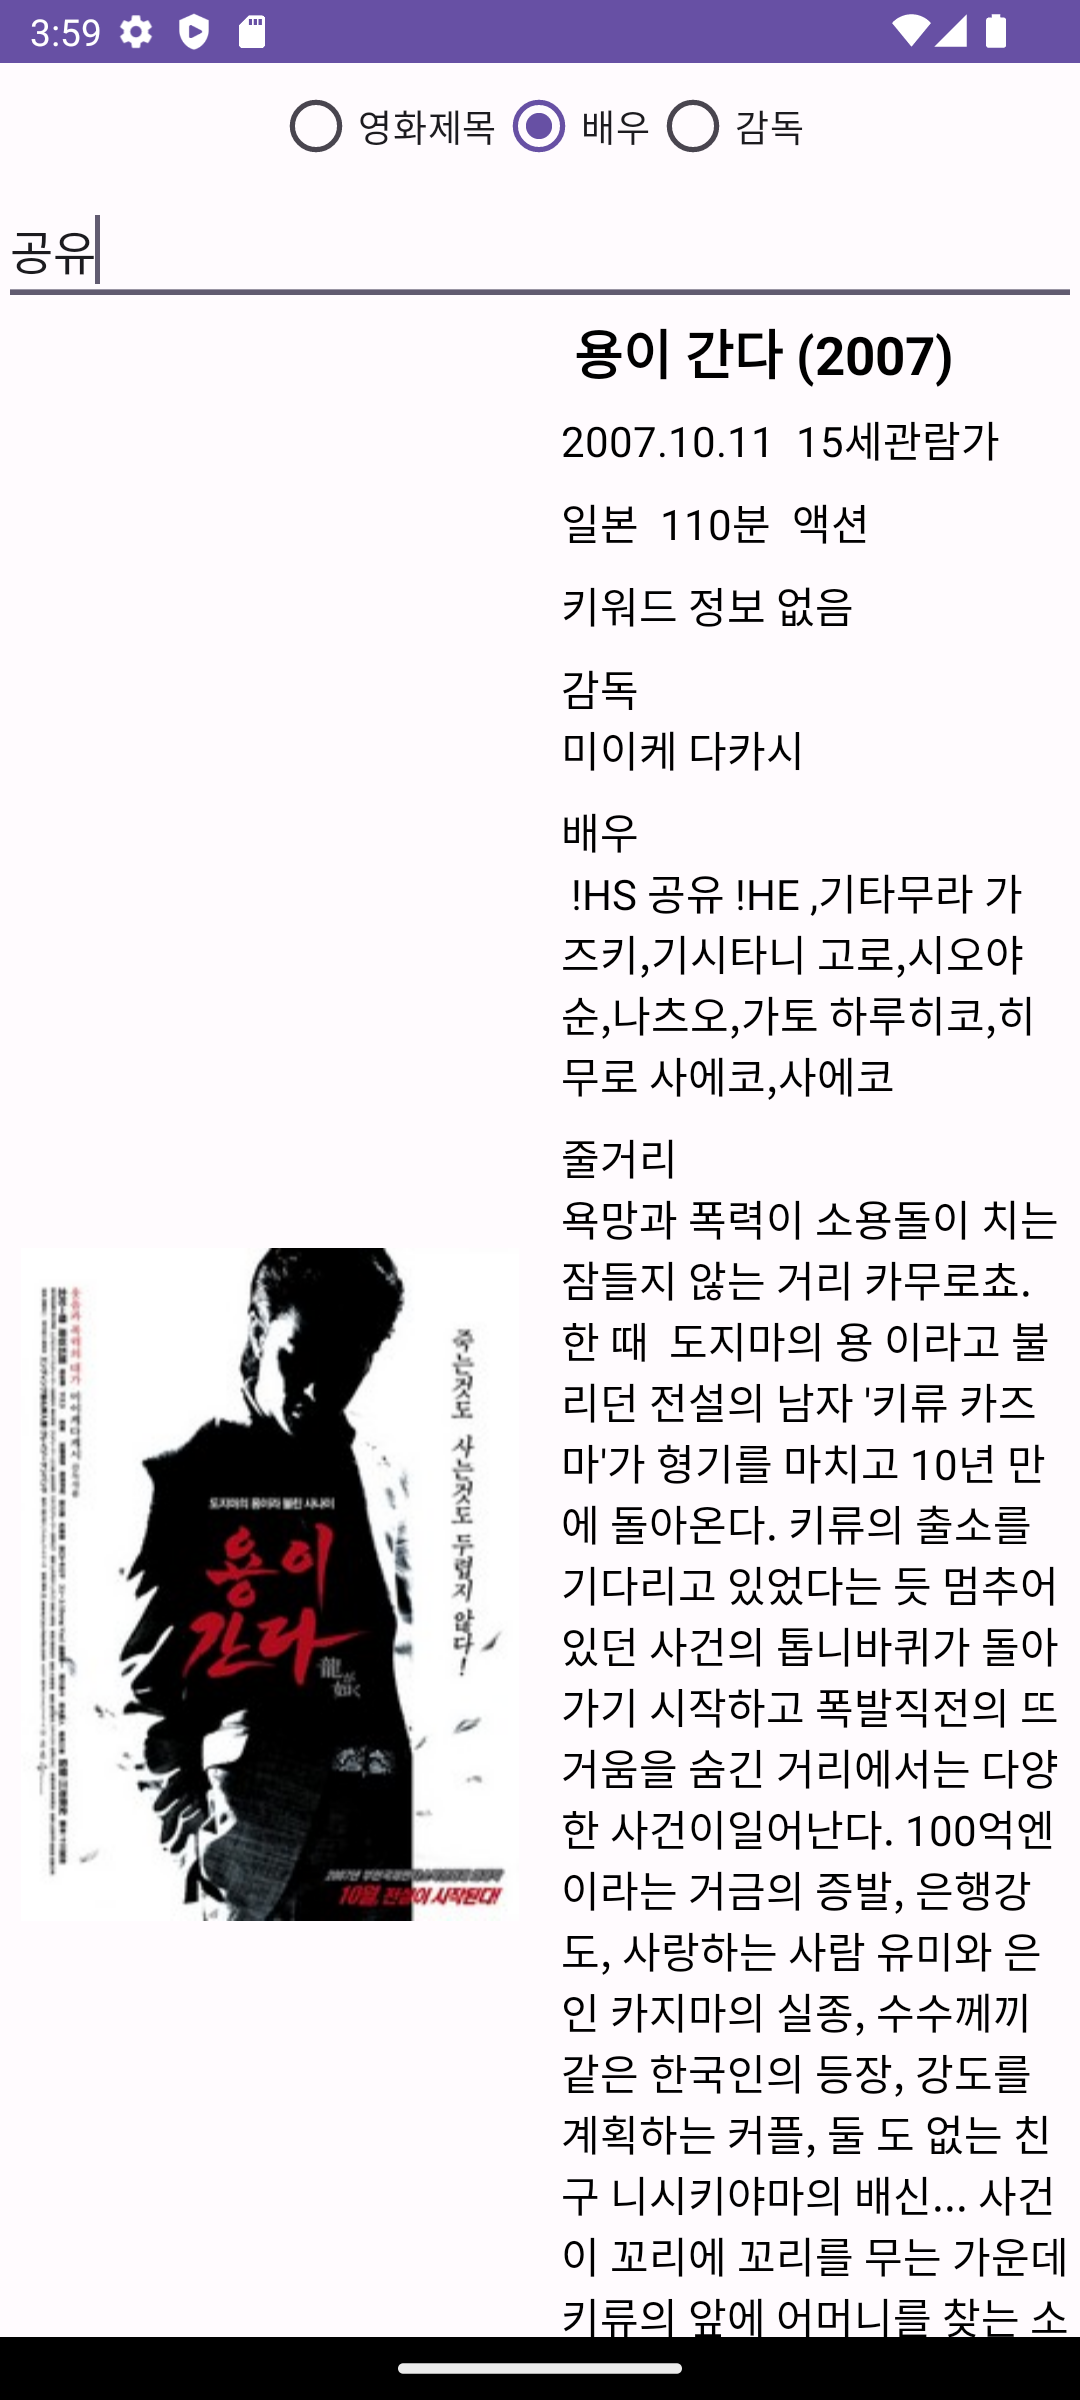 3:59
영화제목 배우 감독
공유
용이 간다 (2007)
2007.10.11 15세관람가
일본 110분 액션
키워드 정보 없음
감독
미이케 다카시
배우
!HS 공유 !HE ,기타무라 가
즈키,기시타니 고로,시오야
순,나츠오,가토 하루히코,히
무로 사에코,사에코
줄거리
욕망과 폭력이 소용돌이 치는
잠들지 않는 거리 카무로쵸.
한 때  도지마의 용 이라고 불
리던 전설의 남자 '키류 카즈
마'가 형기를 마치고 10년 만
에 돌아온다. 키류의 출소를
기다리고 있었다는 듯 멈추어
있던 사건의 톱니바퀴가 돌아
가기 시작하고 폭발직전의 뜨
거움을 숨긴 거리에서는 다양
한 사건이일어난다. 100억엔
이라는 거금의 증발, 은행강
도, 사랑하는 사람 유미와 은
인 카지마의 실종, 수수께끼
같은 한국인의 등장, 강도를
계획하는 커플, 둘 도 없는 친
구 니시키야마의 배신... 사건
이 꼬리에 꼬리를 무는 가운데
키류의 앞에 어머니를 찾는 소
죽는것도 사는것도 두렵지 않다!
도지마의 용이라 불린 사나이
용이
간다
龍が
如く
10월, 전설이 시작된다!